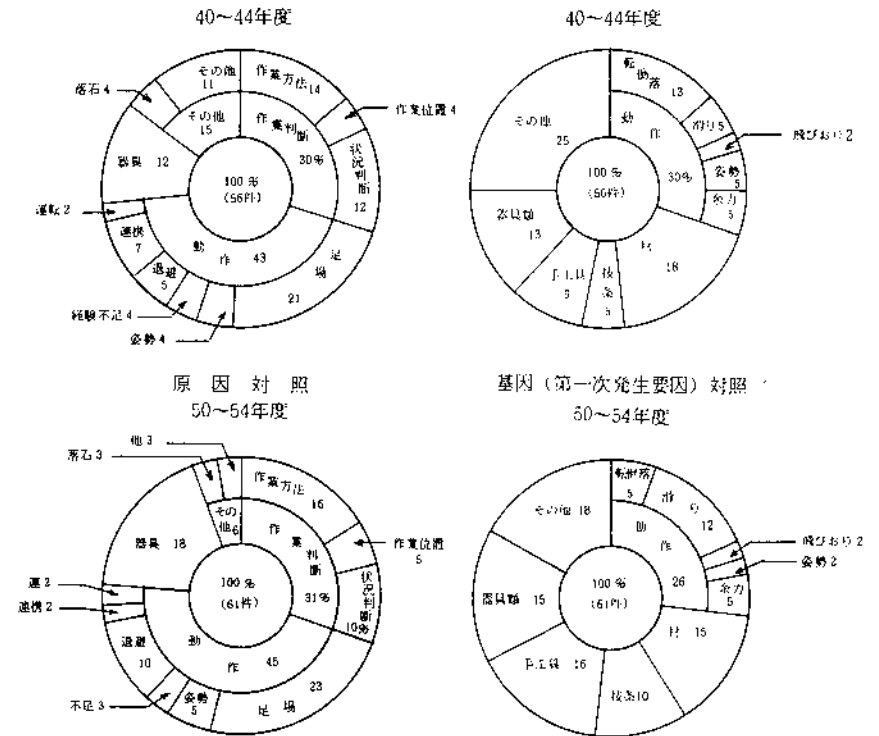 40～44年度
その他
11
作業方法
14
落石4
作業位置4
その他
15
作業判断
30%
状況判断
12
器具 12
100%
(56件)
運転2
連携
7
動作 43
足場
21
退避
5
経験不足4
姿勢4
40～44年度
転倒落
13
滑り5
飛びおり2
その他
25
動作
30%
姿勢
5
余力
5
100%
(56件)
器具類
13
材
18
手工具
9
枝条
5
原因対照
50～54年度
他3
落石3
作業方法
16
その他6
作業判断
31%
作業位置
5
状況判断
10%
器具 18
100%
(61件)
運2
連携2
動作 45
退避
10
足場
23
不足3
姿勢
5
基因（第一次発生要因）対照
50～54年度
転倒落
5
滑り
12
その他 18
動作
26
飛びおり2
姿勢2
余力
5
100%
(61件)
器具類 15
材 15
手工具 16
枝条10